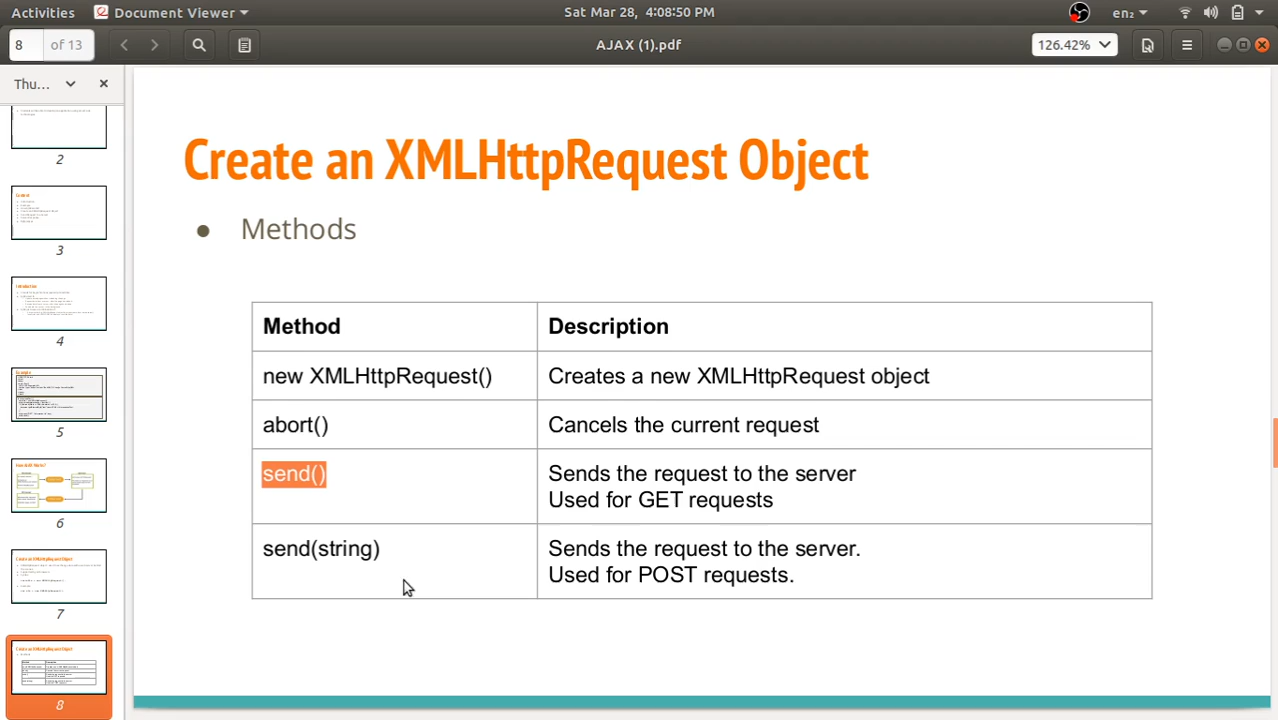 Activities Document Viewer Sat Mar 28, 4:08:50 PM en₂
8 of 13 AJAX (1).pdf 126.42%
Thu...
2
3
4
5
6
7
8
Create an XMLHttpRequest Object
● Methods
Method Description
new XMLHttpRequest() Creates a new XMLHttpRequest object
abort() Cancels the current request
send() Sends the request to the server
Used for GET requests
send(string) Sends the request to the server.
Used for POST requests.